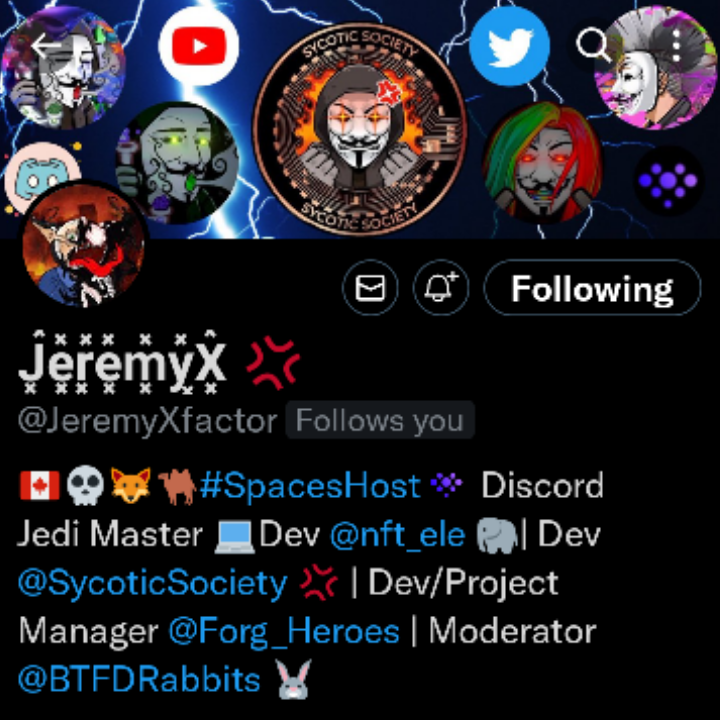 SYCOTIC SOCIETY
SYCOTIC SOCIETY
Following
J̽̂ë̽r̽ë̽m̽ÿ̽X̽̂ 💢
@JeremyXfactor Follows you
🇨🇦💀🦊🐫#SpacesHost Discord
Jedi Master 💻Dev @nft_ele 🐘| Dev
@SycoticSociety 💢 | Dev/Project
Manager @Forg_Heroes | Moderator
@BTFDRabbits 🐰